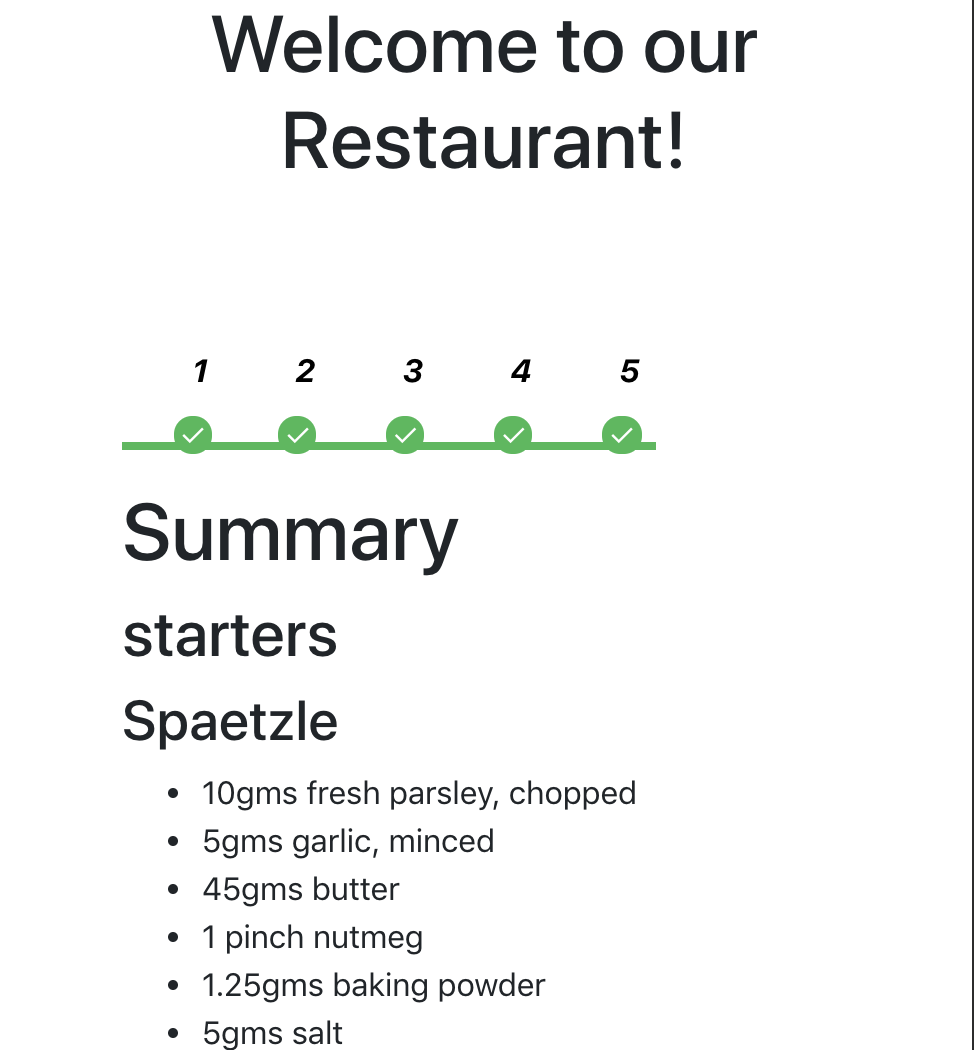 Welcome to our
Restaurant!
1 2 3 4 5
Summary
starters
Spaetzle
• 10gms fresh parsley, chopped
• 5gms garlic, minced
• 45gms butter
• 1 pinch nutmeg
• 1.25gms baking powder
• 5gms salt